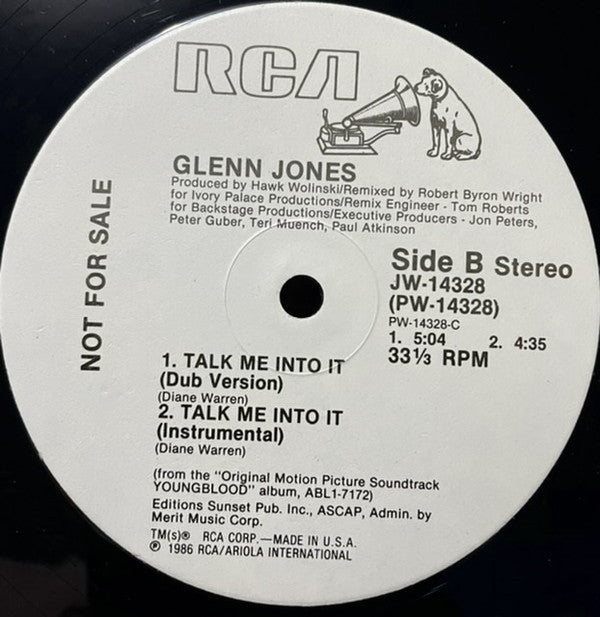 RCA
GLENN JONES
Produced by Hawk Wolinski/Remixed by Robert Byron Wright
for Ivory Palace Productions/Remix Engineer - Tom Roberts
for Backstage Productions/Executive Producers - Jon Peters,
Peter Guber, Teri Muench, Paul Atkinson
NOT FOR SALE
Side B Stereo
JW-14328
(PW-14328)
PW-14328-C
1. 5:04 2. 4:35
33⅓ RPM
1. TALK ME INTO IT
(Dub Version)
(Diane Warren)
2. TALK ME INTO IT
(Instrumental)
(Diane Warren)
(from the "Original Motion Picture Soundtrack
YOUNGBLOOD" album, ABL1-7172)
Editions Sunset Pub. Inc., ASCAP, Admin. by
Merit Music Corp.
TM(s)® RCA CORP.—MADE IN U.S.A.
℗ 1986 RCA/ARIOLA INTERNATIONAL